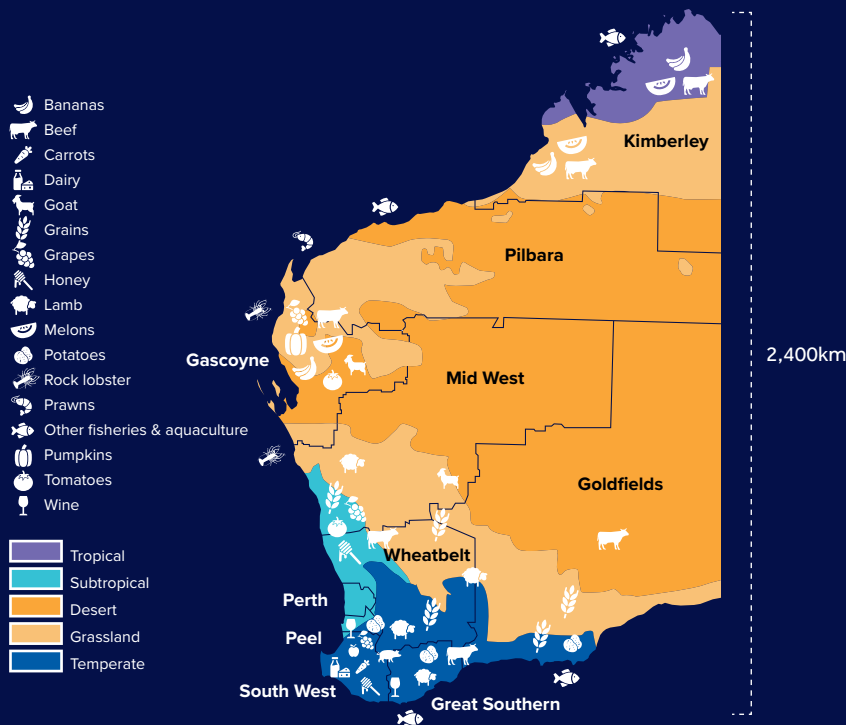 Bananas
Beef
Carrots
Dairy
Goat
Grains
Grapes
Honey
Lamb
Melons
Potatoes
Rock lobster
Prawns
Other fisheries & aquaculture
Pumpkins
Tomatoes
Wine
Tropical
Subtropical
Desert
Grassland
Temperate
Kimberley
Pilbara
Gascoyne
Mid West
Goldfields
Wheatbelt
Perth
Peel
South West
Great Southern
2,400km